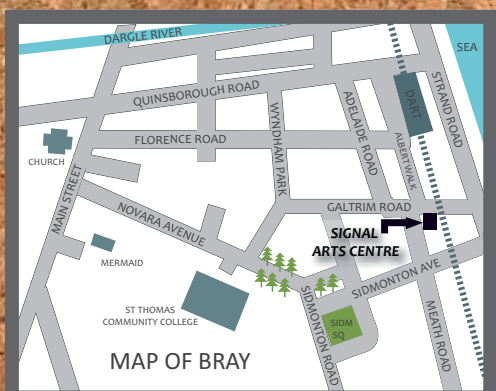 DARGLE RIVER
SEA
QUINSBOROUGH ROAD
DART
STRAND ROAD
WYNDHAM PARK
ADELAIDE ROAD
FLORENCE ROAD
ALBERT WALK
CHURCH
MAIN STREET
GALTRIM ROAD
NOVARA AVENUE
SIGNAL
ARTS CENTRE
MERMAID
SIDMONTON AVE
ST THOMAS
COMMUNITY COLLEGE
SIDMONTON ROAD
SIDM
SQ
MEATH ROAD
MAP OF BRAY